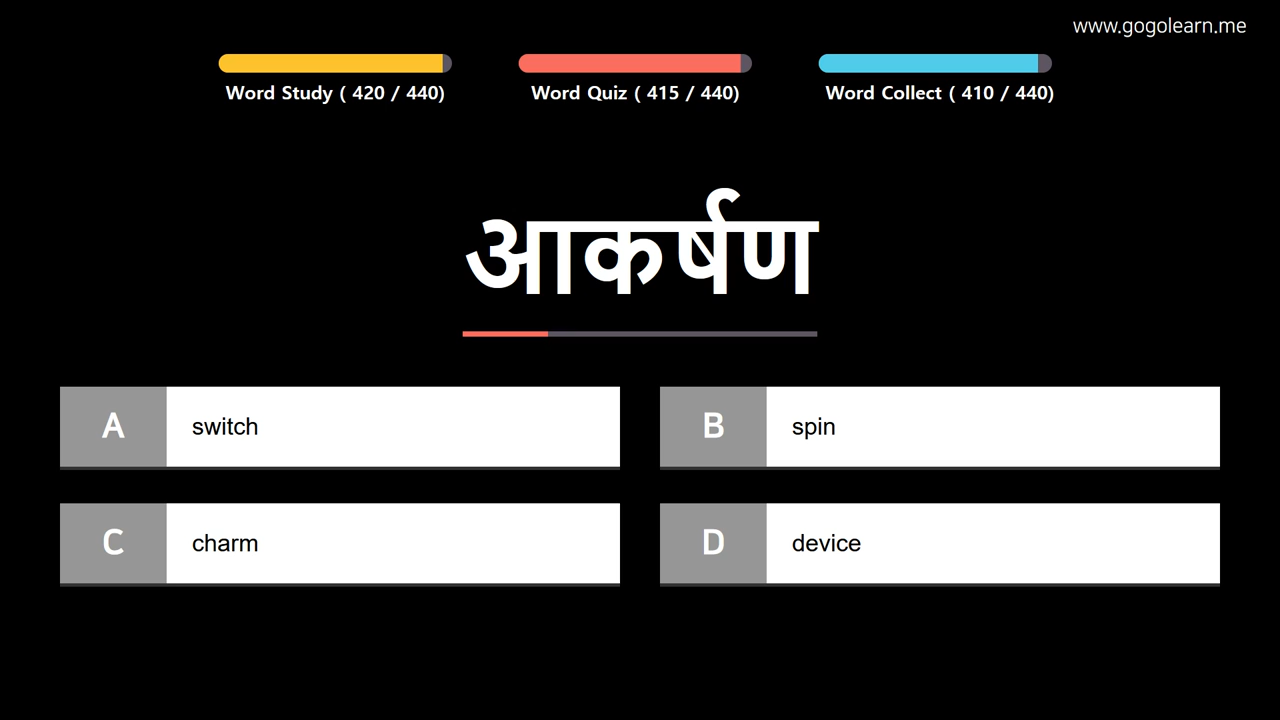 www.gogolearn.me
Word Study ( 420 / 440)
Word Quiz ( 415 / 440)
Word Collect ( 410 / 440)
आकर्षण
A switch
B spin
C charm
D device